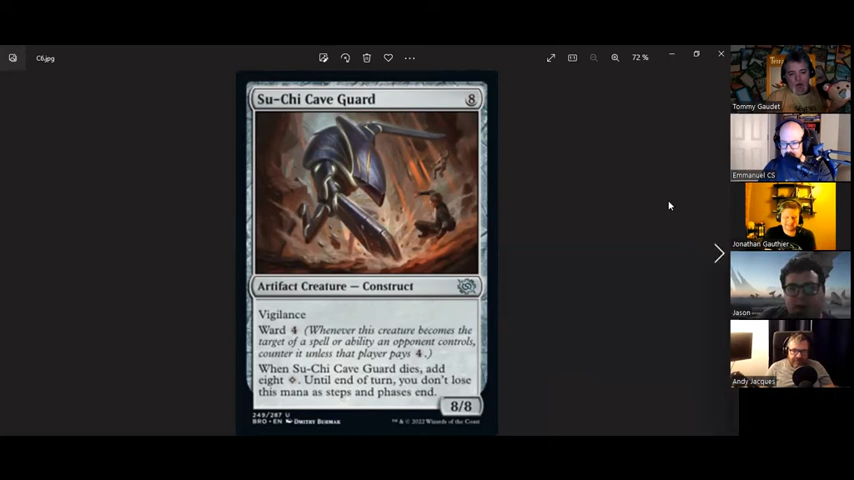 C6.jpg
72 %
Su-Chi Cave Guard 8
Artifact Creature — Construct
Vigilance
Ward 4 (Whenever this creature becomes the
target of a spell or ability an opponent controls,
counter it unless that player pays 4.)
When Su-Chi Cave Guard dies, add
eight ◇. Until end of turn, you don't lose
this mana as steps and phases end.
8/8
249/287 U
BRO • EN Dmitry Burmak
™ & © 2022 Wizards of the Coast
Tommy Gaudet
Emmanuel CS
Jonathan Gauthier
Jason
Andy Jacques